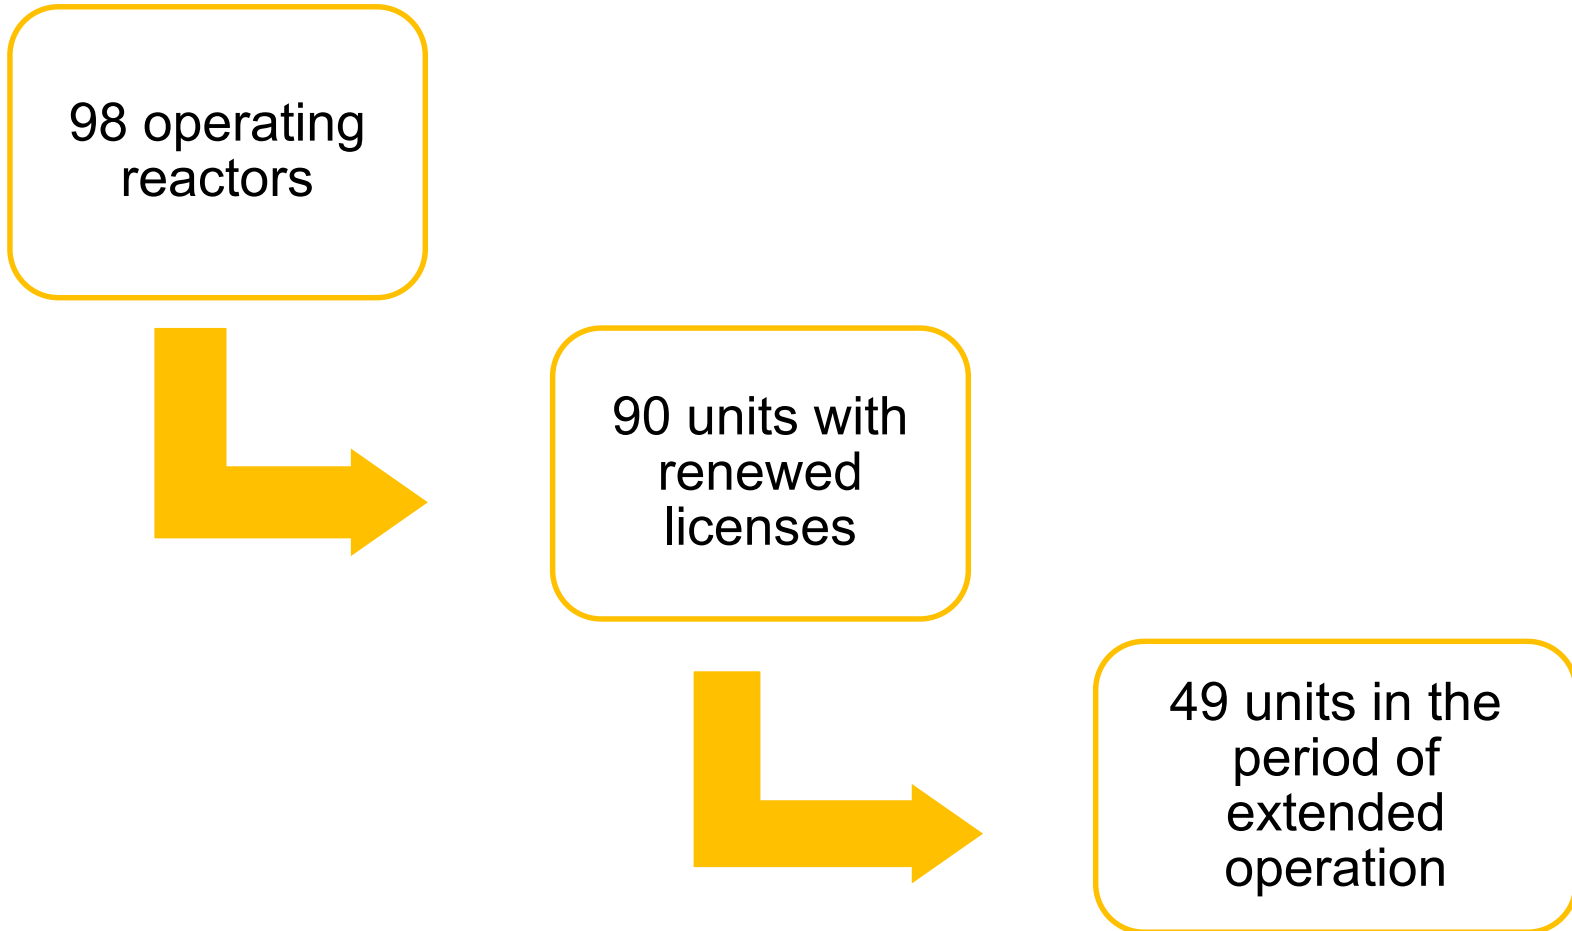 98 operating
reactors
90 units with
renewed
licenses
49 units in the
period of
extended
operation